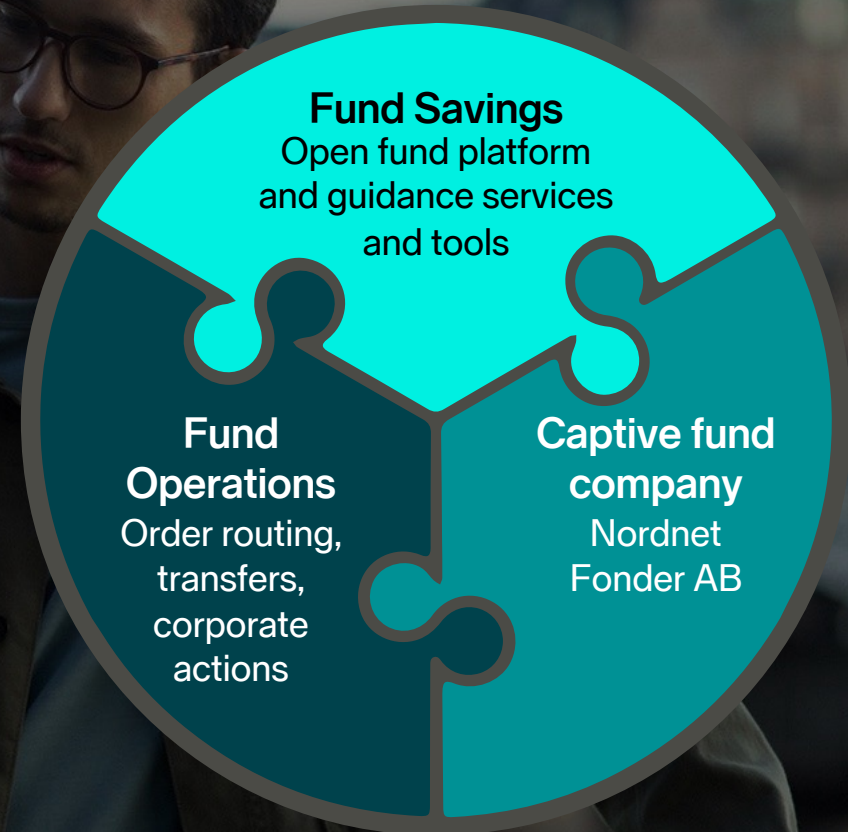 Fund Savings
Open fund platform
and guidance services
and tools
Fund
Operations
Order routing,
transfers,
corporate
actions
Captive fund
company
Nordnet
Fonder AB